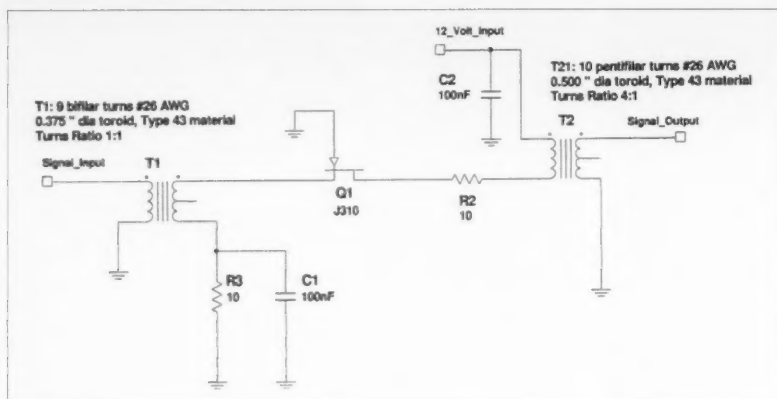 12_Volt_Input
C2
100nF
T21: 10 pentifilar turns #26 AWG
0.500 " dia toroid, Type 43 material
Turns Ratio 4:1
T2
Signal_Output
T1: 9 bifilar turns #26 AWG
0.375 " dia toroid, Type 43 material
Turns Ratio 1:1
Signal_Input
T1
Q1
J310
R2
10
R3
10
C1
100nF